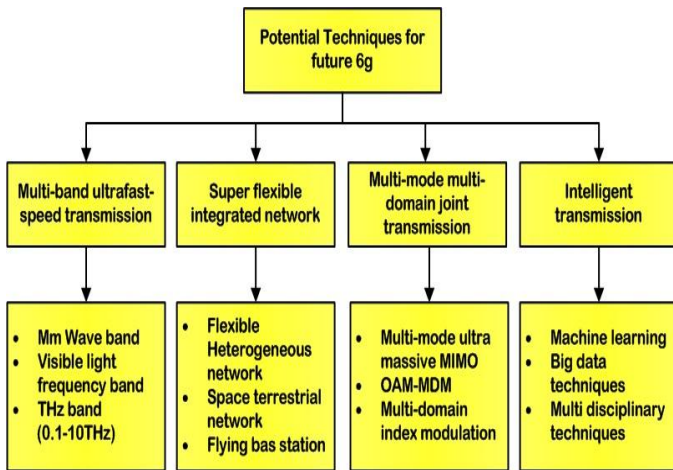 Potential Techniques for
future 6g
Multi-band ultrafast-
speed transmission
Super flexible
integrated network
Multi-mode multi-
domain joint
transmission
Intelligent
transmission
• Mm Wave band
• Visible light
frequency band
• THz band
(0.1-10THz)
• Flexible
Heterogeneous
network
• Space terrestrial
network
• Flying bas station
• Multi-mode ultra
massive MIMO
• OAM-MDM
• Multi-domain
index modulation
• Machine learning
• Big data
techniques
• Multi disciplinary
techniques